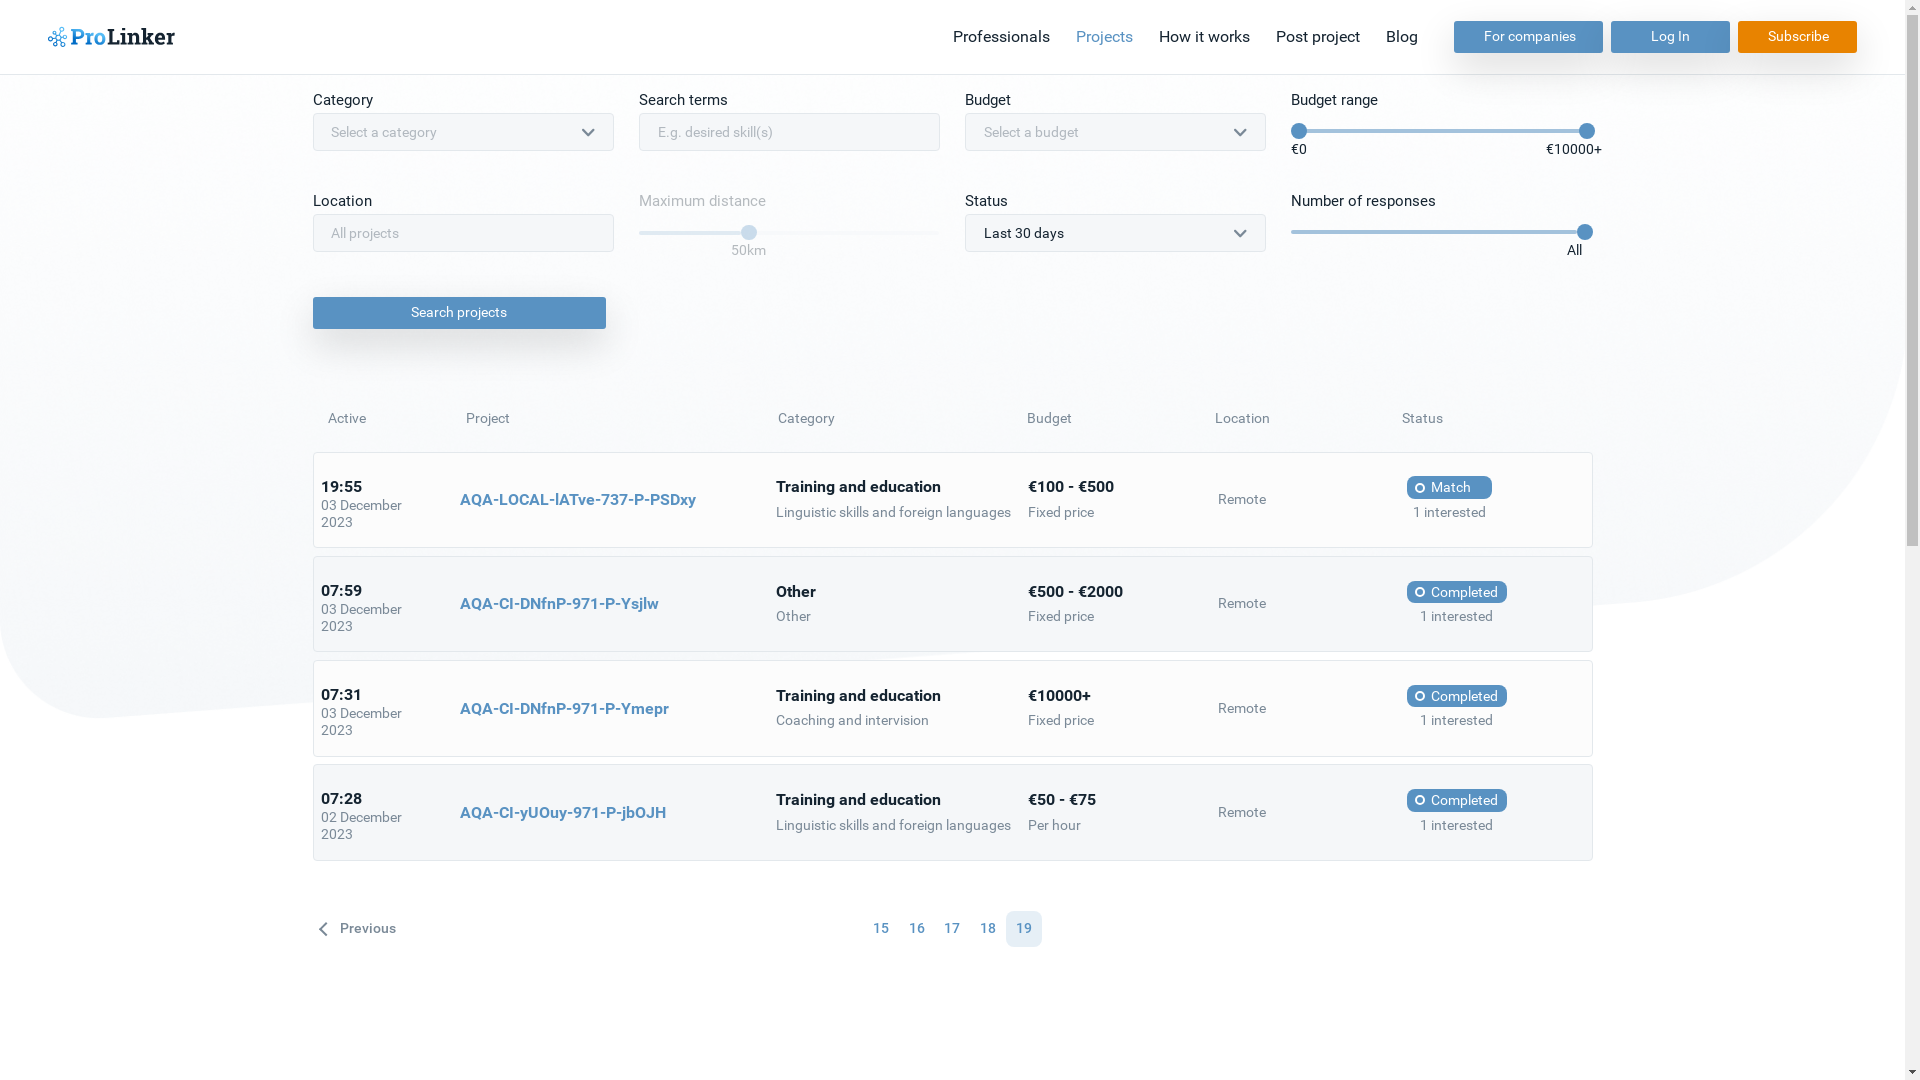 ProLinker
Professionals
Projects
How it works
Post project
Blog
For companies
Log In
Subscribe
Category
Search terms
Budget
Budget range
Select a category
E.g. desired skill(s)
Select a budget
€0
€10000+
Location
Maximum distance
Status
Number of responses
All projects
50km
Last 30 days
All
Search projects
Active
Project
Category
Budget
Location
Status
19:55
03 December
2023
AQA-LOCAL-lATve-737-P-PSDxy
Training and education
Linguistic skills and foreign languages
€100 - €500
Fixed price
Remote
Match
1 interested
07:59
03 December
2023
AQA-CI-DNfnP-971-P-Ysjlw
Other
Other
€500 - €2000
Fixed price
Remote
Completed
1 interested
07:31
03 December
2023
AQA-CI-DNfnP-971-P-Ymepr
Training and education
Coaching and intervision
€10000+
Fixed price
Remote
Completed
1 interested
07:28
02 December
2023
AQA-CI-yUOuy-971-P-jbOJH
Training and education
Linguistic skills and foreign languages
€50 - €75
Per hour
Remote
Completed
1 interested
Previous
15
16
17
18
19